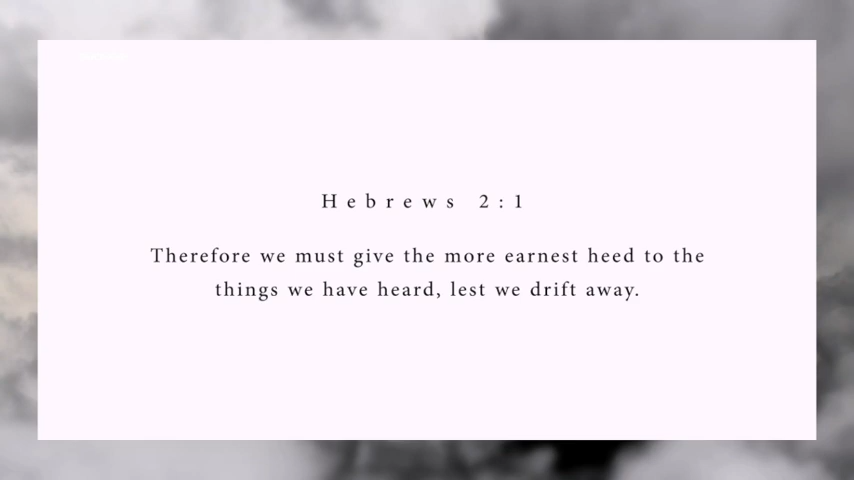 Hebrews 2:1
Therefore we must give the more earnest heed to the
things we have heard, lest we drift away.